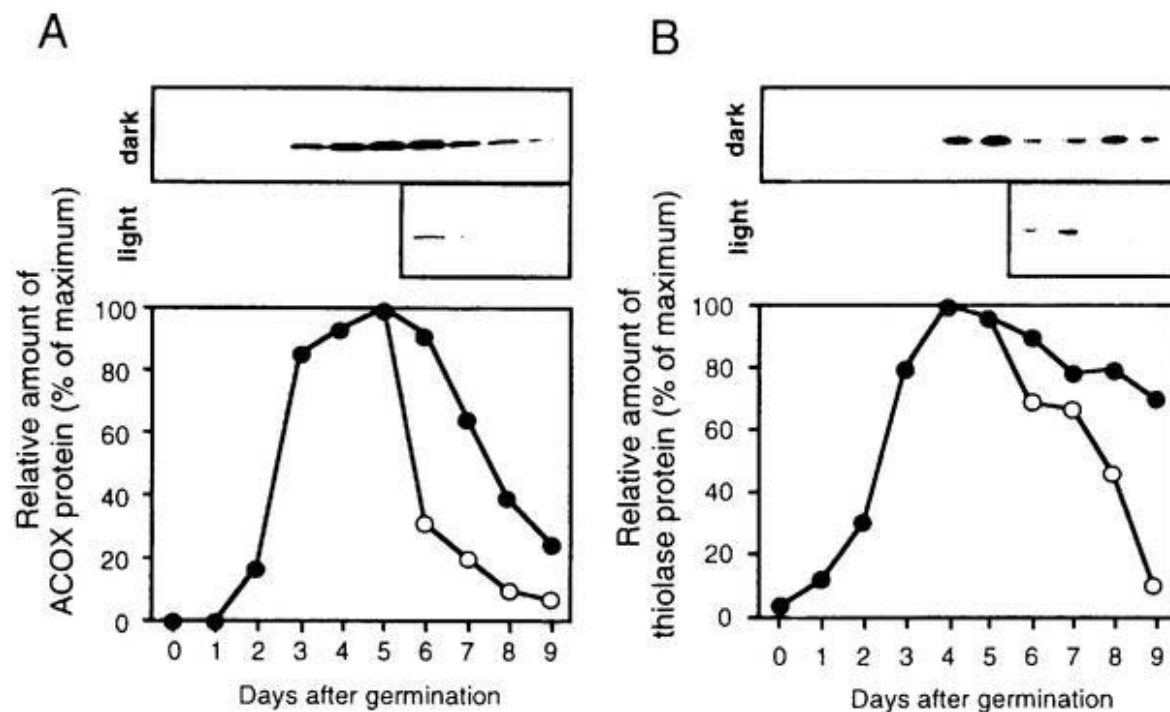 A
dark
light
Relative amount of
ACOX protein (% of maximum)
100
80
60
40
20
0
0 1 2 3 4 5 6 7 8 9
Days after germination
B
dark
light
Relative amount of
thiolase protein (% of maximum)
100
80
60
40
20
0
0 1 2 3 4 5 6 7 8 9
Days after germination